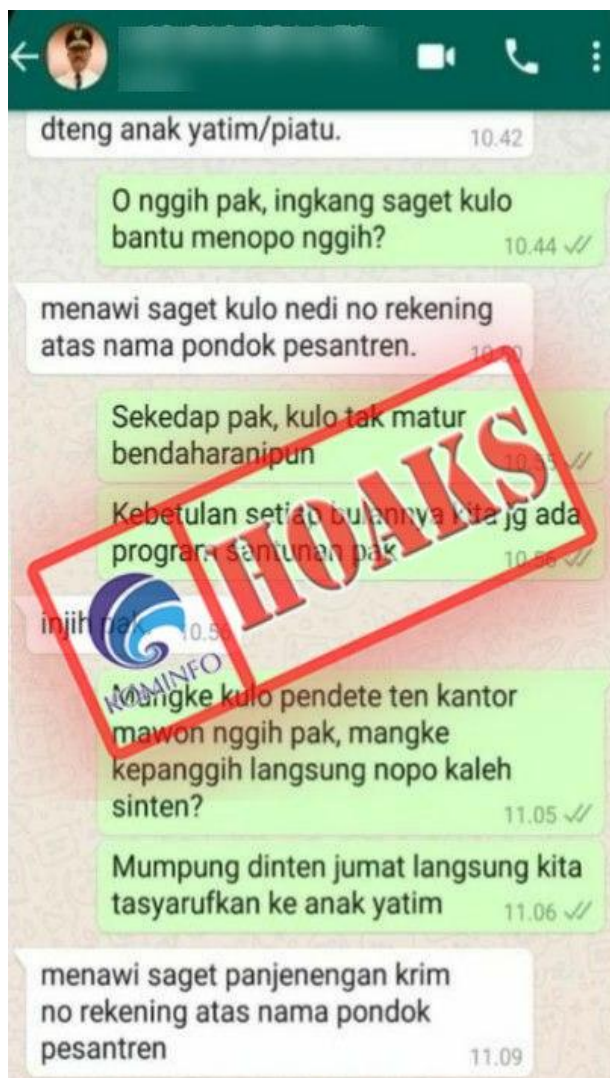 dteng anak yatim/piatu.
10.42
O nggih pak, ingkang saget kulo
bantu menopo nggih?
10.44
menawi saget kulo nedi no rekening
atas nama pondok pesantren.
Sekedap pak, kulo tak matur
bendaharanipun
10.55
Kebetulan setiap bulannya kita jg ada
program santunan pak
10.56
injih pak.
HOAKS
KOMINFO
Mangke kulo pendete ten kantor
mawon nggih pak, mangke
kepanggih langsung nopo kaleh
sinten?
11.05
Mumpung dinten jumat langsung kita
tasyarufkan ke anak yatim
11.06
menawi saget panjenengan krim
no rekening atas nama pondok
pesantren
11.09